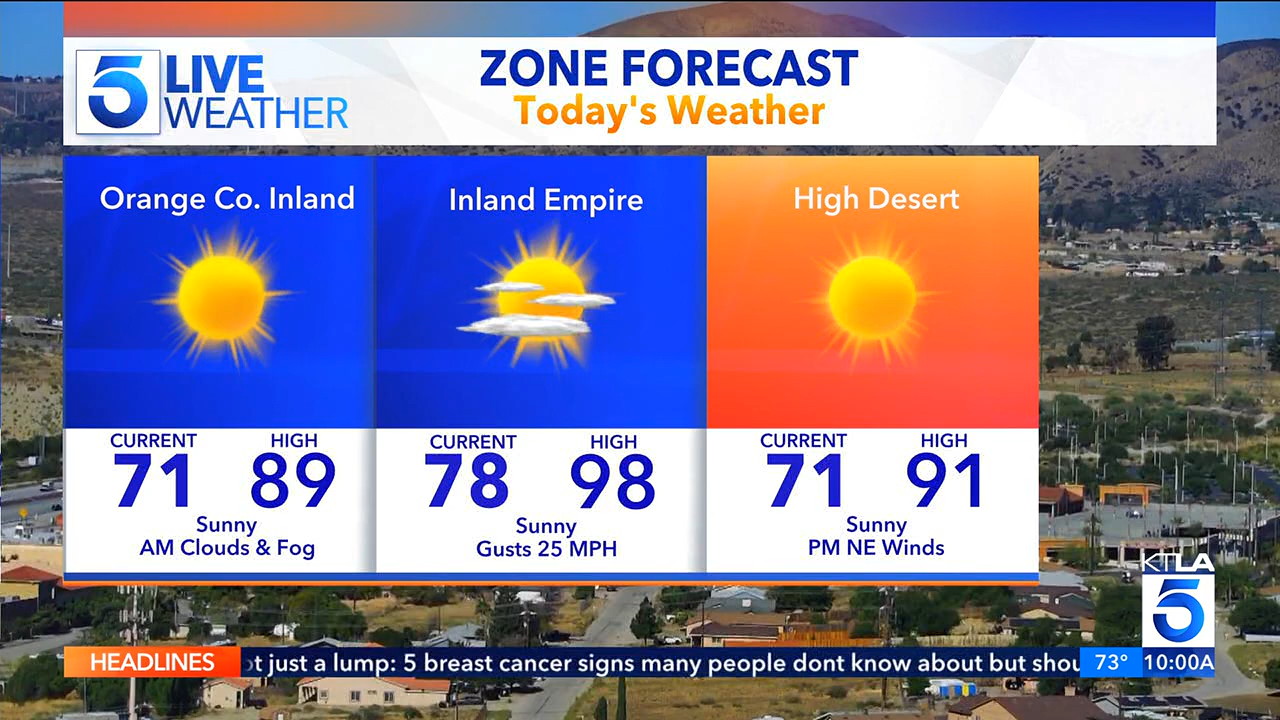 5 LIVE
WEATHER
ZONE FORECAST
Today's Weather
Orange Co. Inland
Inland Empire
High Desert
CURRENT HIGH
71 89
Sunny
AM Clouds & Fog
CURRENT HIGH
78 98
Sunny
Gusts 25 MPH
CURRENT HIGH
71 91
Sunny
PM NE Winds
KTLA
5
HEADLINES
just a lump: 5 breast cancer signs many people dont know about but
73° 10:00A